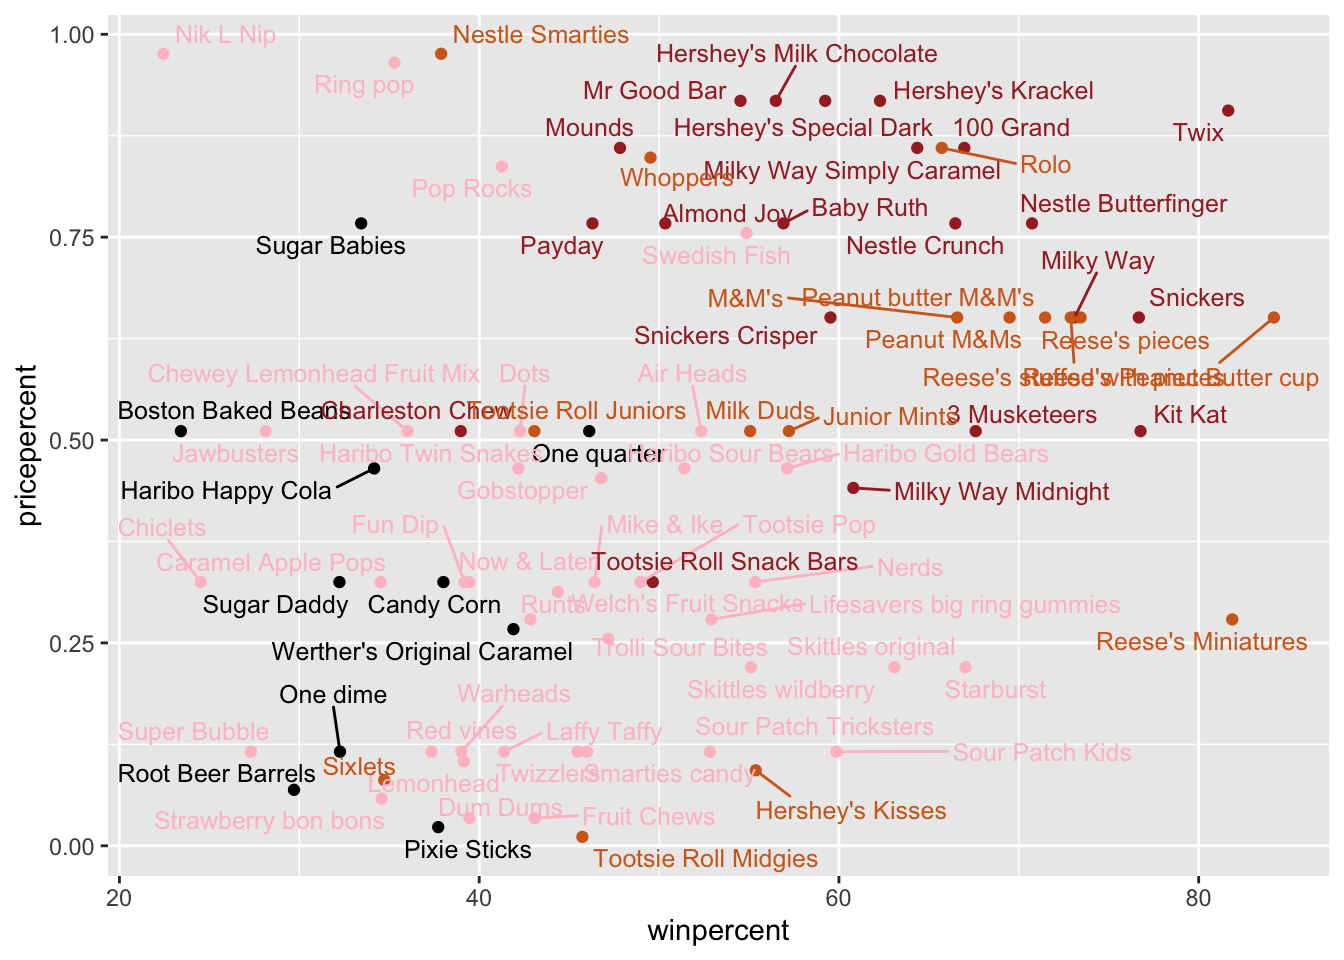 1.00
Nik L Nip
Nestle Smarties
Hershey's Milk Chocolate
Ring pop
Mr Good Bar
Hershey's Krackel
Mounds
Hershey's Special Dark
100 Grand
Twix
Whoppers
Milky Way Simply Caramel
Rolo
Pop Rocks
Almond Joy
Baby Ruth
Nestle Butterfinger
0.75
Sugar Babies
Payday
Swedish Fish
Nestle Crunch
Milky Way
M&M's
Peanut butter M&M's
Snickers
Snickers Crisper
Peanut M&Ms
Reese's pieces
Chewey Lemonhead Fruit Mix
Dots
Air Heads
Reese's stuffed with pieces
Reese's Peanut Butter cup
Boston Baked Beans
Charleston Chew
Tootsie Roll Juniors
Milk Duds
Junior Mints
3 Musketeers
Kit Kat
0.50
Jawbusters
Haribo Twin Snakes
One quarter
Haribo Sour Bears
Haribo Gold Bears
Haribo Happy Cola
Gobstopper
Milky Way Midnight
Chiclets
Fun Dip
Mike & Ike
Tootsie Pop
Caramel Apple Pops
Now & Later
Tootsie Roll Snack Bars
Nerds
Sugar Daddy
Candy Corn
Runts
Welch's Fruit Snacks
Lifesavers big ring gummies
0.25
Werther's Original Caramel
Trolli Sour Bites
Skittles original
Reese's Miniatures
One dime
Warheads
Skittles wildberry
Starburst
Super Bubble
Red vines
Laffy Taffy
Sour Patch Tricksters
Sour Patch Kids
Root Beer Barrels
Sixlets
Lemonhead
Twizzlers
Smarties candy
Strawberry bon bons
Dum Dums
Fruit Chews
Hershey's Kisses
0.00
Pixie Sticks
Tootsie Roll Midgies
20
40
60
80
winpercent
pricepercent